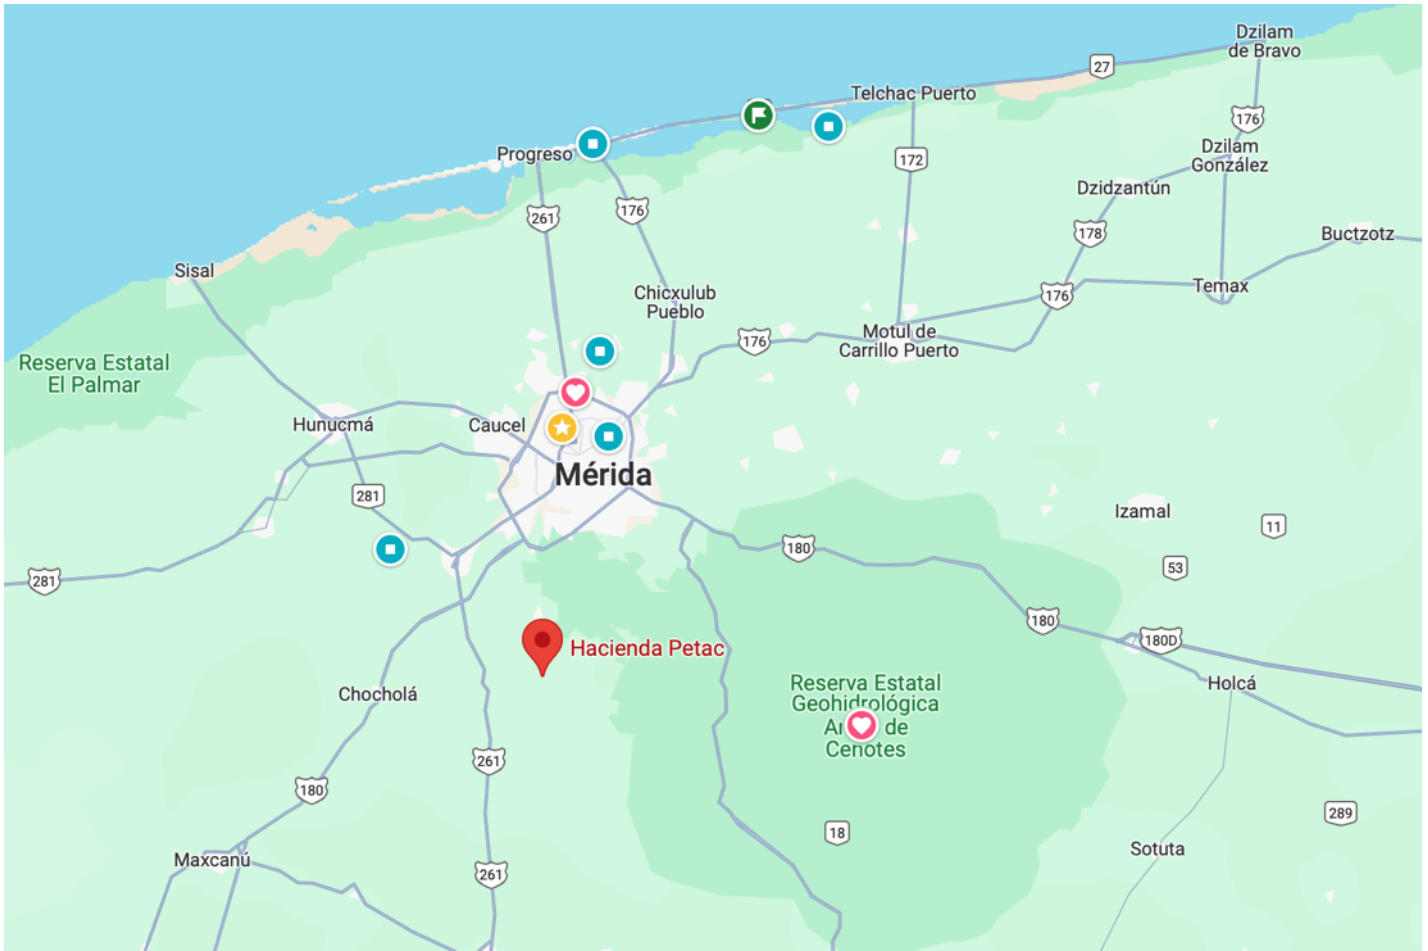 Dzilam
de Bravo
27
Telchac Puerto
176
Progreso
172
Dzilam
González
Dzidzantún
261
176
178
Buctzotz
Sisal
Chicxulub
Pueblo
176
Temax
176
Motul de
Carrillo Puerto
Reserva Estatal
El Palmar
Hunucmá
Caucel
Mérida
281
Izamal
11
180
53
281
180
180D
Hacienda Petac
Chocholá
Reserva Estatal
Geohidrológica
de
Cenotes
Holcá
261
180
18
289
Maxcanú
Sotuta
261